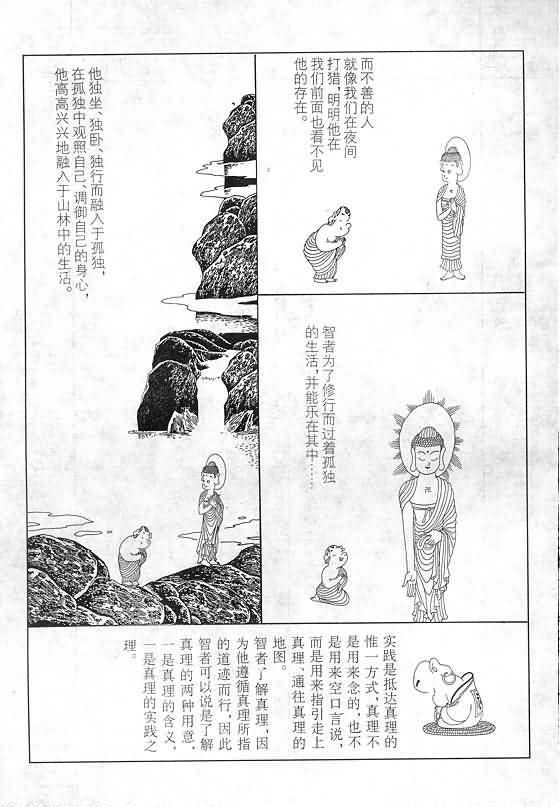 而不善的人
就像我们在夜间
打猎,明明他在
我们前面也看不见
他的存在。
智者为了修行而过着孤独
的生活,并能乐在其中……
他独坐、独卧、独行而融入于孤独,
在孤独中观照自己、调御自己的身心,
他高高兴兴地融入于山林中的生活。
实践是抵达真理的
惟一方式,真理不
是用来念的,也不
是用来空口言说,
而是用来指引走上
真理、通往真理的
地图。
智者,了解真理,因
为他遵循真理所指
的道迹而行,因此
智者可以说是了解
真理的两种用意,
一是真理的含义,
一是真理的实践之
理。